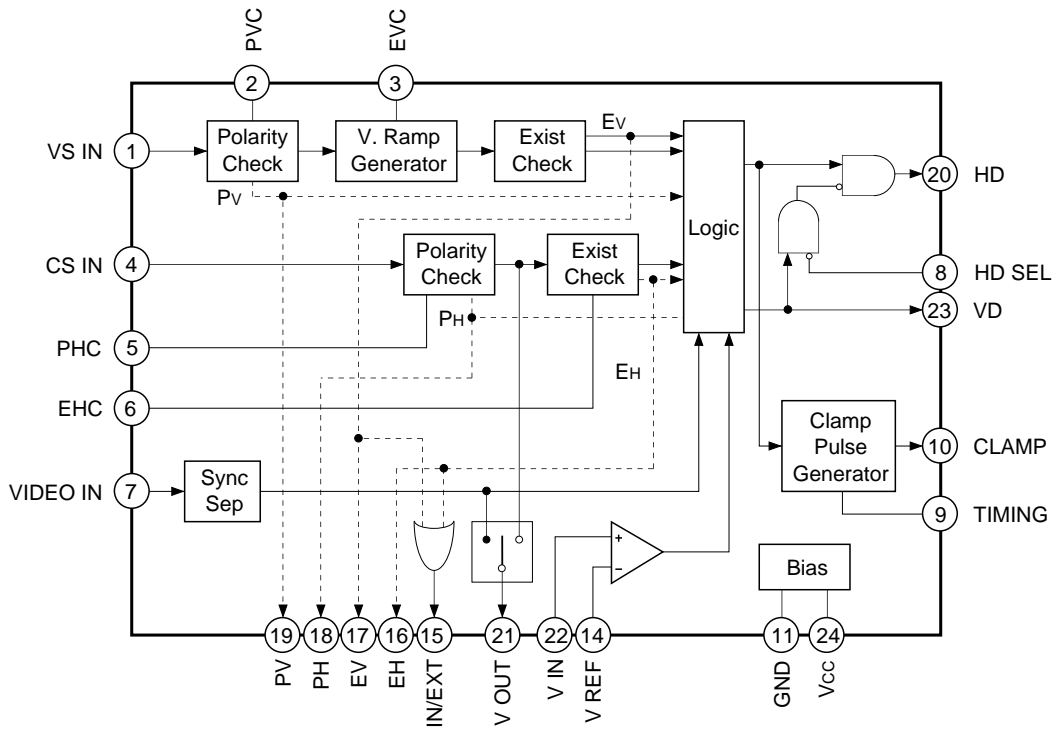 PVC
EVC
2
3
VS IN
1
Polarity
Check
V. Ramp
Generator
Exist
Check
EV
PV
Logic
20
HD
CS IN
4
Polarity
Check
Exist
Check
8
HD SEL
23
VD
PH
PHC
5
EH
EHC
6
Clamp
Pulse
Generator
10
CLAMP
VIDEO IN
7
Sync
Sep
9
TIMING
+
−
Bias
19
18
17
16
15
21
22
14
11
24
PV
PH
EV
EH
IN/EXT
V OUT
V IN
V REF
GND
VCC